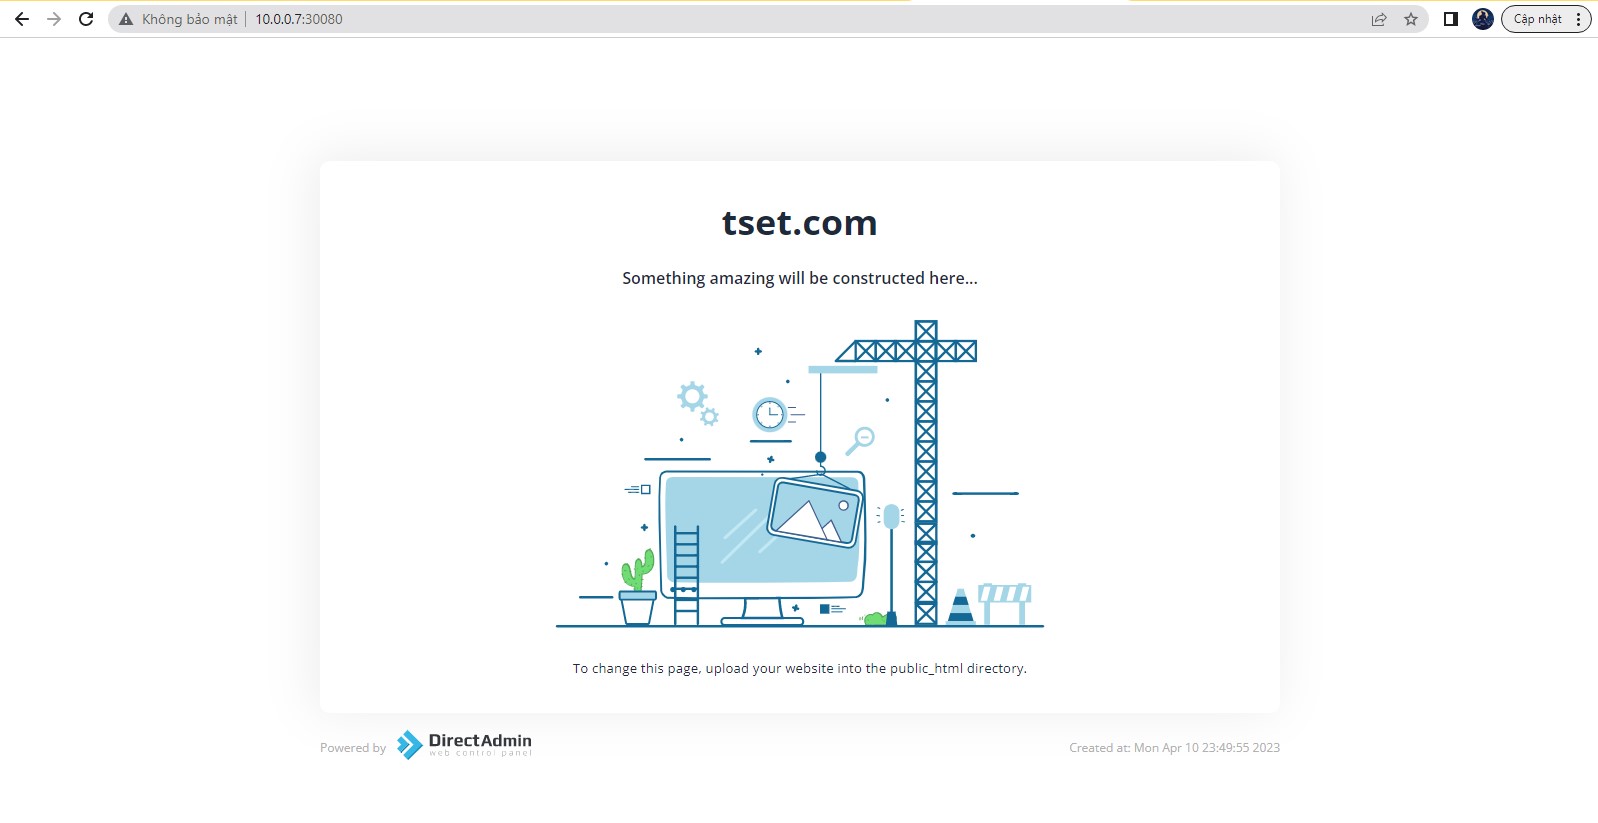 Không bảo mật 10.0.0.7:30080 Cập nhật
tset.com
Something amazing will be constructed here...
To change this page, upload your website into the public_html directory.
Powered by DirectAdmin
web control panel
Created at: Mon Apr 10 23:49:55 2023